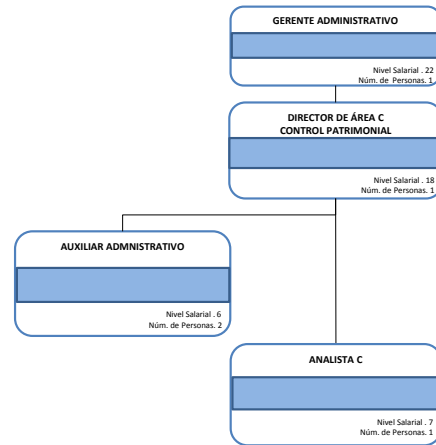 GERENTE ADMINISTRATIVO
Nivel Salarial . 22
Núm. de Personas. 1
DIRECTOR DE ÁREA C
CONTROL PATRIMONIAL
Nivel Salarial . 18
Núm. de Personas. 1
AUXILIAR ADMNISTRATIVO
Nivel Salarial . 6
Núm. de Personas. 2
ANALISTA C
Nivel Salarial . 7
Núm. de Personas. 1